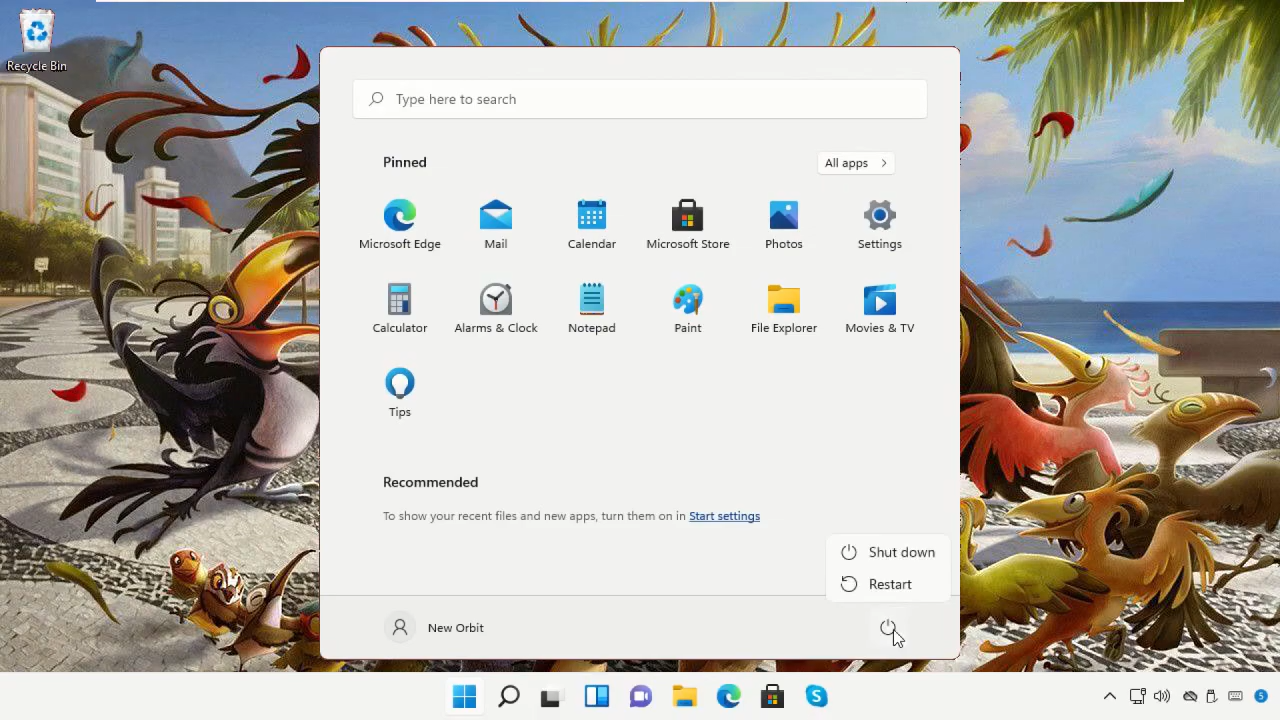 Recycle Bin
Type here to search
Pinned
All apps
Microsoft Edge
Mail
Calendar
Microsoft Store
Photos
Settings
Calculator
Alarms & Clock
Notepad
Paint
File Explorer
Movies & TV
Tips
Recommended
To show your recent files and new apps, turn them on in Start settings
Shut down
Restart
New Orbit
5